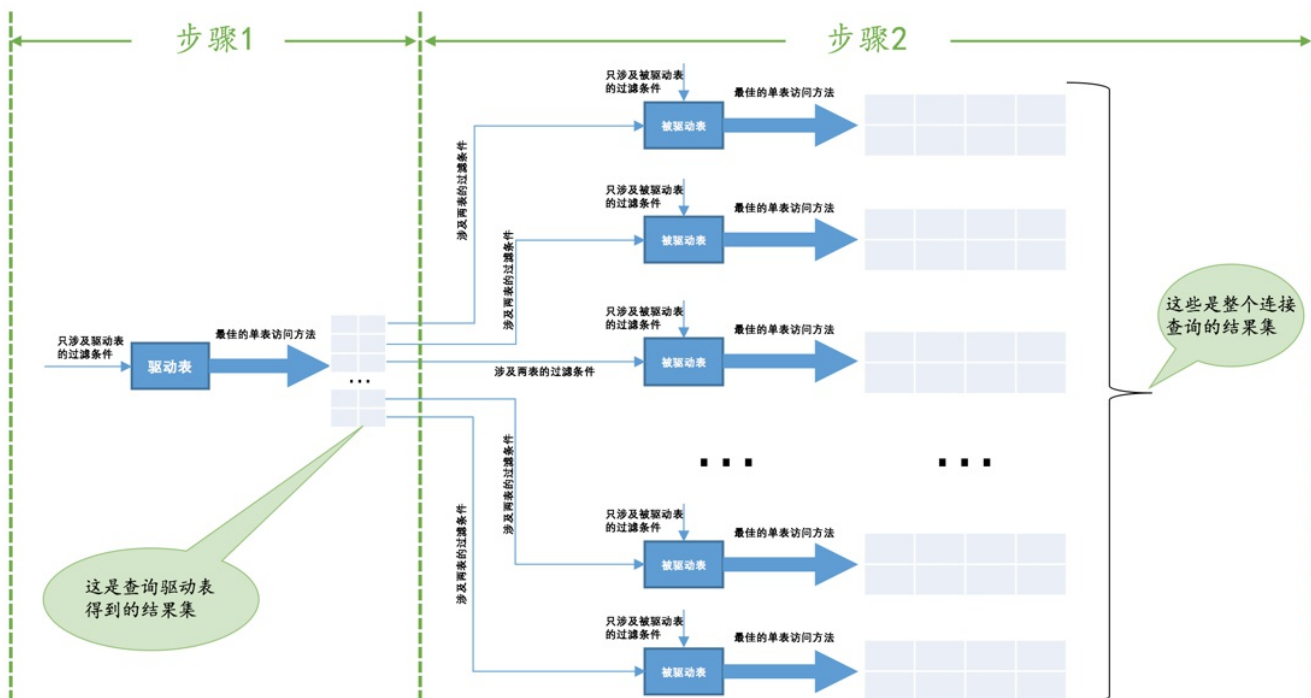 步骤1
步骤2
只涉及驱动表
的过滤条件
驱动表
最佳的单表访问方法
...
这是查询驱动表
得到的结果集
涉及两表的过滤条件
只涉及被驱动表
的过滤条件
被驱动表
最佳的单表访问方法
涉及两表的过滤条件
只涉及被驱动表
的过滤条件
被驱动表
最佳的单表访问方法
涉及两表的过滤条件
只涉及被驱动表
的过滤条件
被驱动表
最佳的单表访问方法
... ...
涉及两表的过滤条件
只涉及被驱动表
的过滤条件
被驱动表
最佳的单表访问方法
涉及两表的过滤条件
只涉及被驱动表
的过滤条件
被驱动表
最佳的单表访问方法
这些是整个连接
查询的结果集